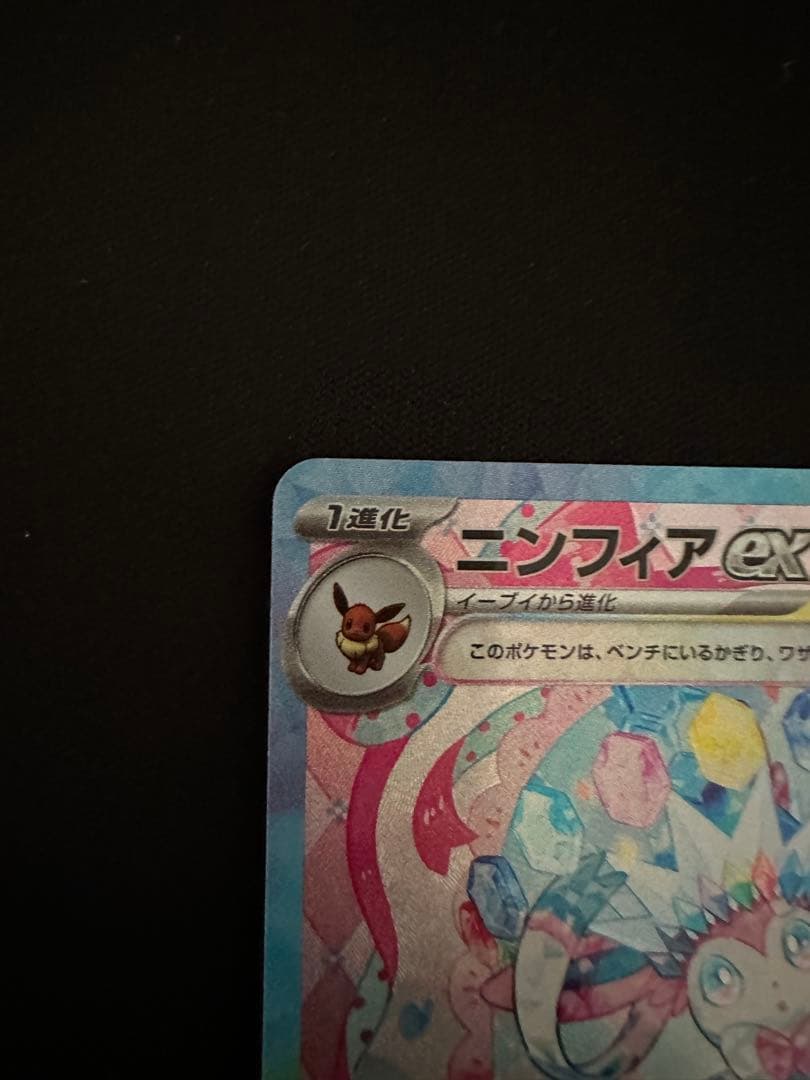 1進化
ニンフィアex
イーブイから進化
このポケモンは、ベンチにいるかぎり、ワザ